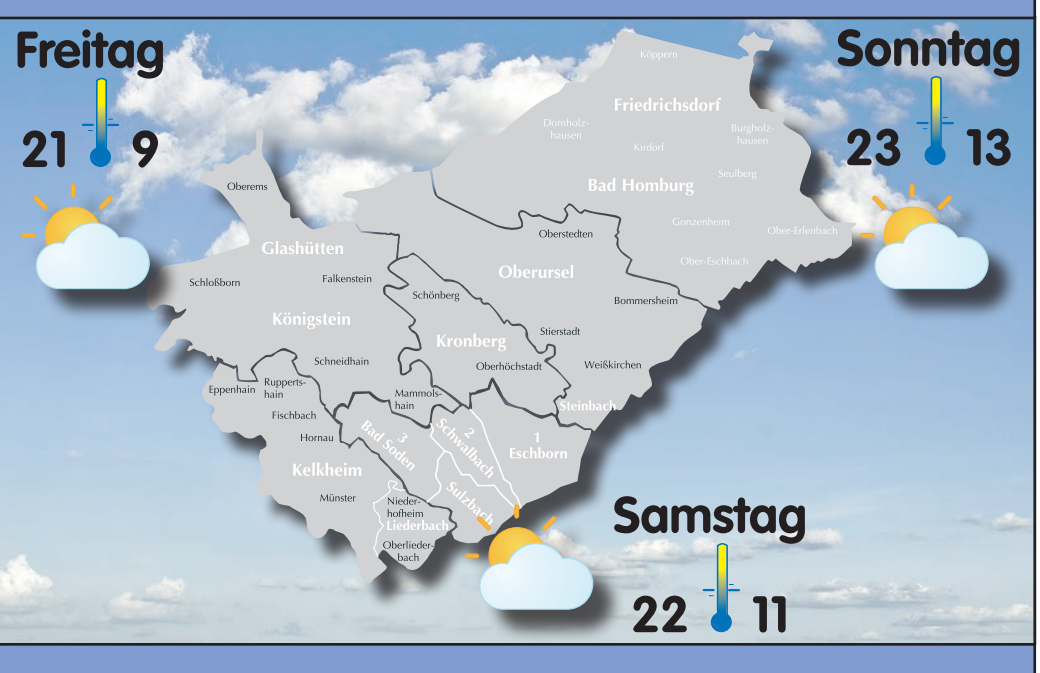 Freitag
21 9
Sonntag
23 13
Köppern
Friedrichsdorf
Dornholz-
hausen
Burgholz-
hausen
Kirdorf
Seulberg
Bad Homburg
Oberems
Gonzenheim
Ober-Erlenbach
Oberstedten
Glashütten
Ober-Eschbach
Oberursel
Schloßborn
Falkenstein
Schönberg
Bommersheim
Königstein
Stierstadt
Kronberg
Schneidhain
Oberhöchstadt
Weißkirchen
Eppenhain
Rupperts-
hain
Mammols-
hain
Steinbach
Fischbach
Hornau
3
Bad Soden
2
Schwalbach
1
Eschborn
Kelkheim
Sulzbach
Münster
Nieder-
hofheim
Liederbach
Oberlieder-
bach
Samstag
22 11